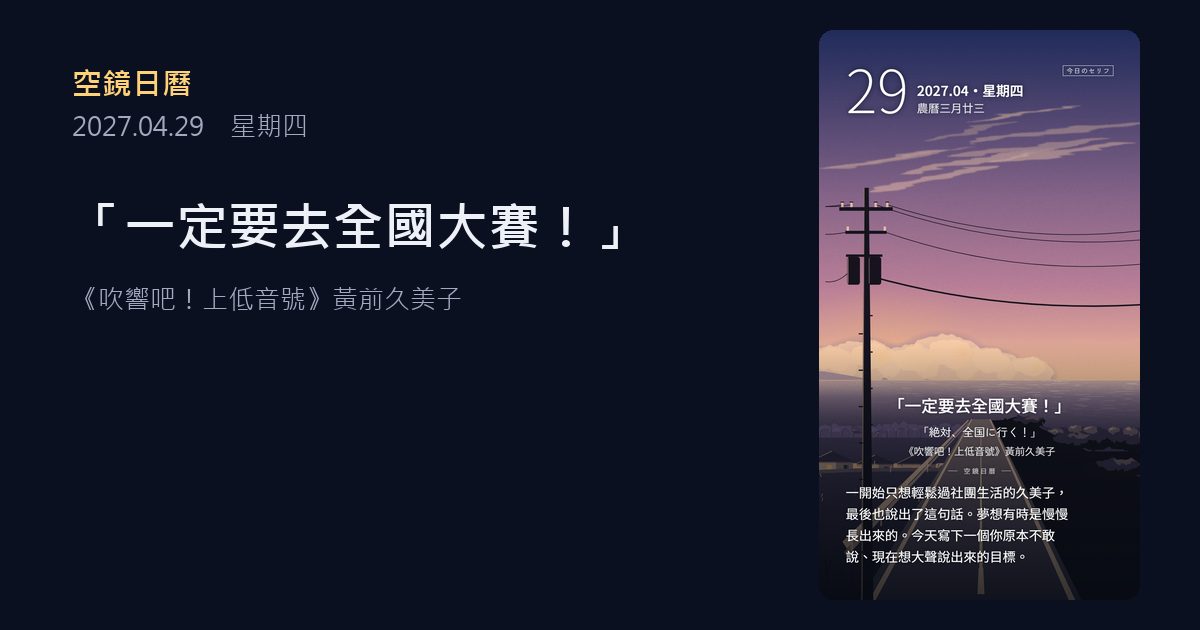 空鏡日曆
2027.04.29 星期四
「一定要去全國大賽！」
《吹響吧！上低音號》黃前久美子
今日のセリフ
29
2027.04・星期四
農曆三月廿三
「一定要去全國大賽！」
「絶対、全国に行く！」
《吹響吧！上低音號》黃前久美子
— 空鏡日曆 —
一開始只想輕鬆過社團生活的久美子，
最後也說出了這句話。夢想有時是慢慢
長出來的。今天寫下一個你原本不敢
說、現在想大聲說出來的目標。